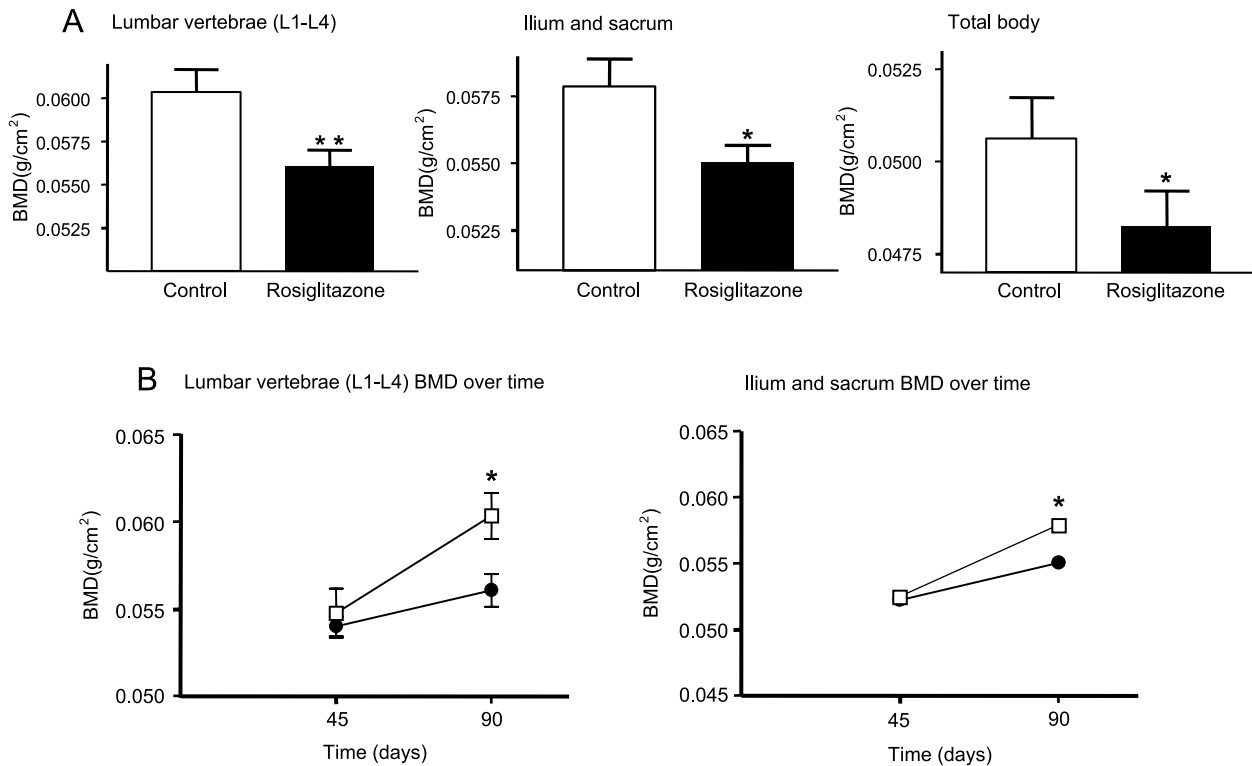 A
Lumbar vertebrae (L1-L4)
Ilium and sacrum
Total body
BMD(g/cm²)
0.0600
0.0575
0.0550
0.0525
**
Control
Rosiglitazone
BMD(g/cm²)
0.0575
0.0550
0.0525
*
Control
Rosiglitazone
BMD(g/cm²)
0.0525
0.0500
0.0475
*
Control
Rosiglitazone
B
Lumbar vertebrae (L1-L4) BMD over time
Ilium and sacrum BMD over time
BMD(g/cm²)
0.065
0.060
0.055
0.050
*
45
90
Time (days)
BMD(g/cm²)
0.065
0.060
0.055
0.050
0.045
*
45
90
Time (days)